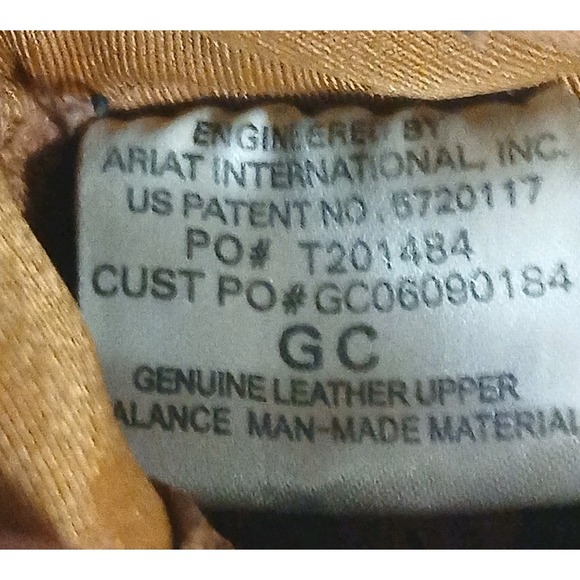 ENGINEERED BY
ARIAT INTERNATIONAL, INC.
US PATENT NO. 6720117
PO# T201484
CUST PO# GC06090184
GC
GENUINE LEATHER UPPER
ALANCE MAN-MADE MATERIAL